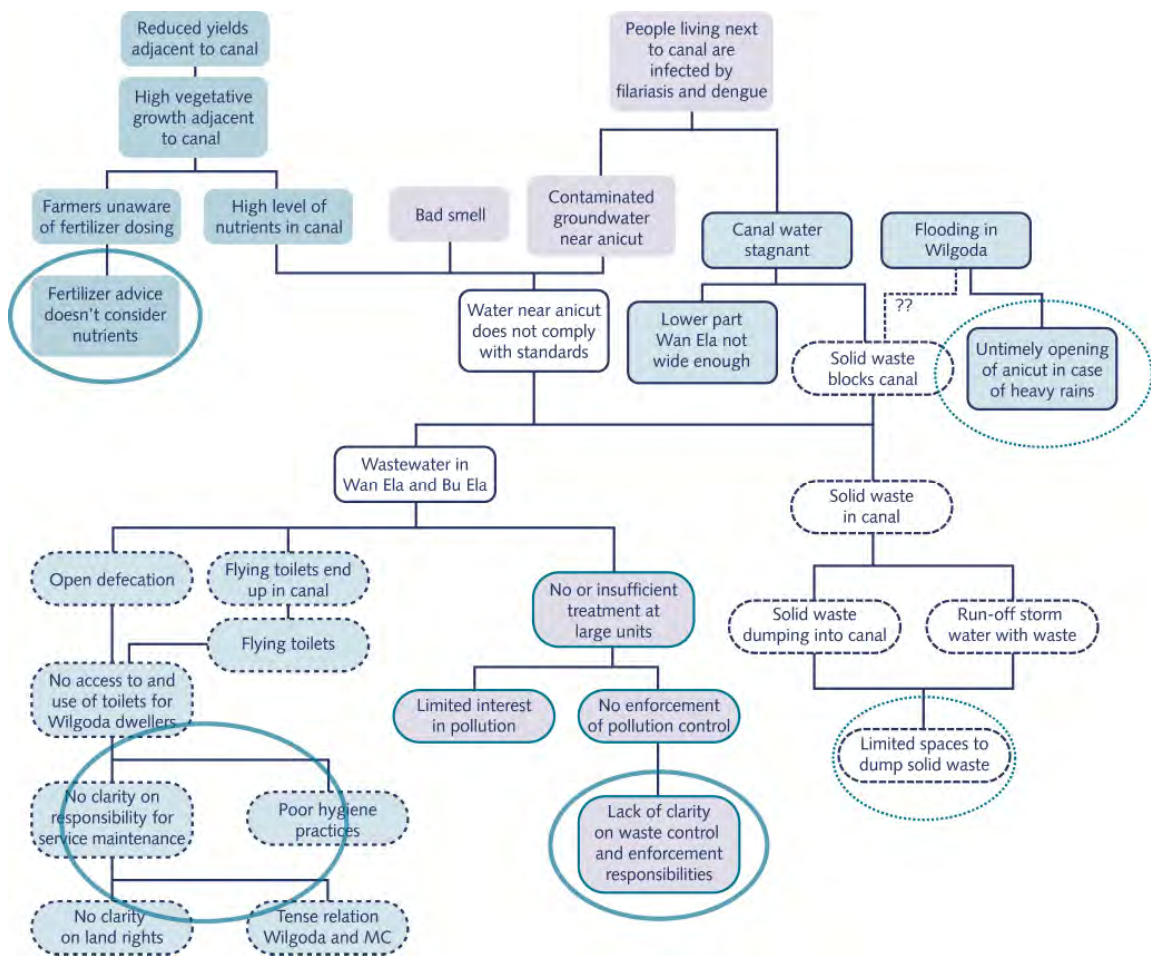 Reduced yields
adjacent to canal
People living next
to canal are
infected by
filariasis and dengue
High vegetative
growth adjacent
to canal
Farmers unaware
of fertilizer dosing
High level of
nutrients in canal
Bad smell
Contaminated
groundwater
near anicut
Canal water
stagnant
Flooding in
Wilgoda
Fertilizer advice
doesn't consider
nutrients
Water near anicut
does not comply
with standards
Lower part
Wan Ela not
wide enough
??
Solid waste
blocks canal
Untimely opening
of anicut in case
of heavy rains
Wastewater in
Wan Ela and Bu Ela
Solid waste
in canal
Open defecation
Flying toilets end
up in canal
No or insufficient
treatment at
large units
Solid waste
dumping into canal
Run-off storm
water with waste
Flying toilets
No access to and
use of toilets for
Wilgoda dwellers
Limited interest
in pollution
No enforcement
of pollution control
Limited spaces to
dump solid waste
No clarity on
responsibility for
service maintenance
Poor hygiene
practices
Lack of clarity
on waste control
and enforcement
responsibilities
No clarity
on land rights
Tense relation
Wilgoda and MC